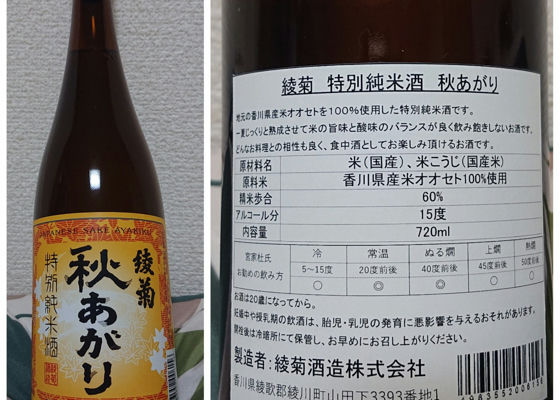 JAPANESE SAKE AYAKIKU
綾菊
秋あがり
特別純米酒
綾菊 特別純米酒 秋あがり
地元の香川県産米オオセトを100%使用した特別純米酒です。
一夏じっくりと熟成させて米の旨味と酸味のバランスが良く飲み飽きしないお酒です。
どんなお料理との相性も良く、食中酒としてお楽しみ頂けるお酒です。
原材料名 米(国産)、米こうじ(国産米)
原料米 香川県産米オオセト100%使用
精米歩合 60%
アルコール分 15度
内容量 720ml
宮家杜氏 冷 常温 ぬる燗 上燗 熱燗
お勧めの飲み方 5~15度 20度前後 40度前後 45度前後 50度前後
○ ◎ ◎ ○ ○
お酒は20歳になってから。
妊娠中や授乳期の飲酒は、胎児・乳児の発育に悪影響を与えるおそれがあります。
開栓後は冷暗所にて保管し、お早めにお召し上がりください。
製造者:綾菊酒造株式会社
香川県綾歌郡綾川町山田下3393番地1